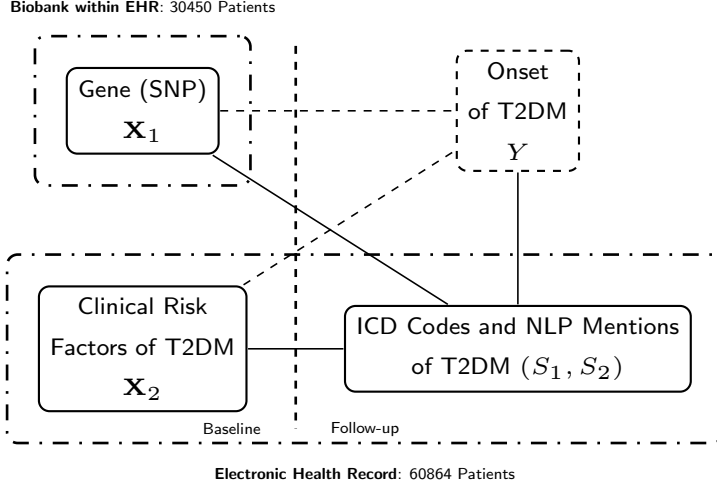 Biobank within EHR: 30450 Patients
Gene (SNP)
X₁
Onset
of T2DM
Y
Clinical Risk
Factors of T2DM
X₂
ICD Codes and NLP Mentions
of T2DM (S₁, S₂)
Baseline
Follow-up
Electronic Health Record: 60864 Patients